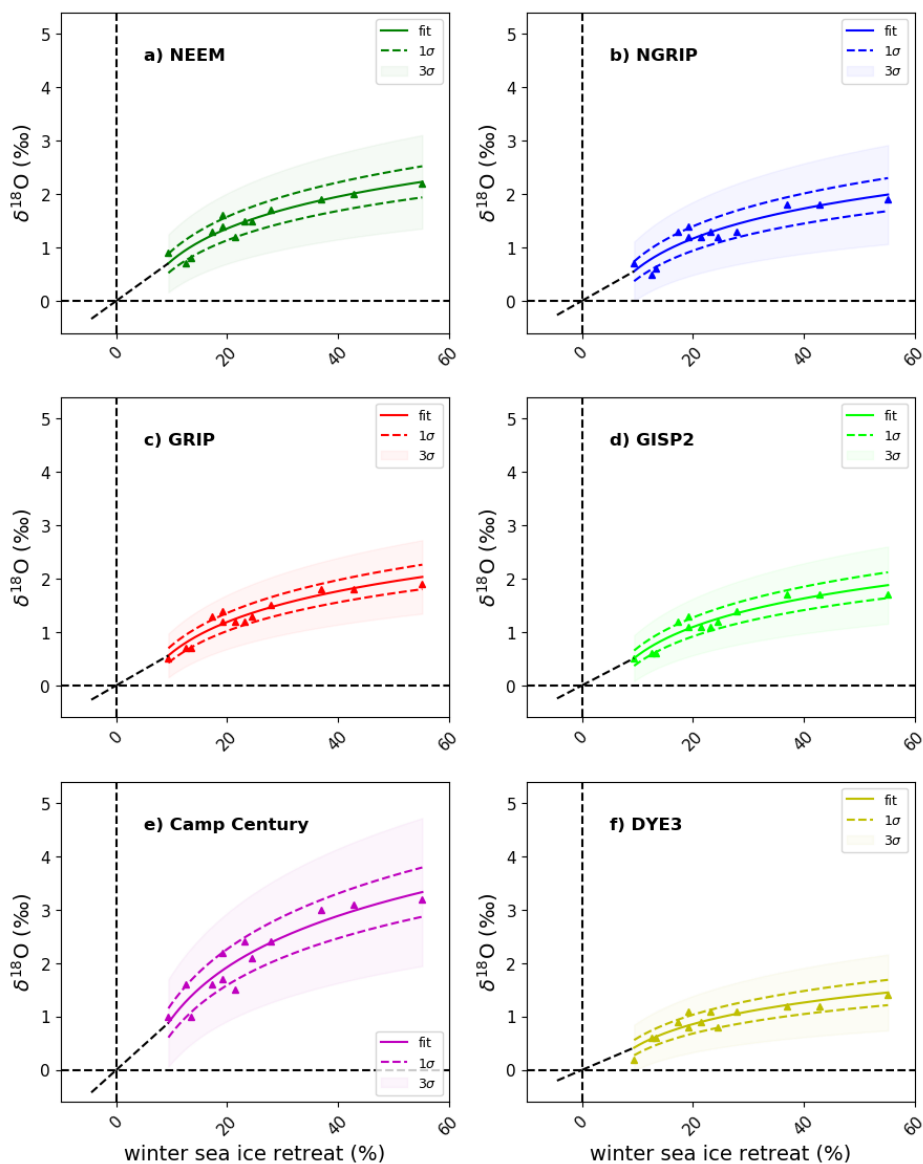 a) NEEM
fit
1σ
3σ
δ18O (‰)
5
4
3
2
1
0
0
20
40
60
b) NGRIP
fit
1σ
3σ
δ18O (‰)
5
4
3
2
1
0
0
20
40
60
c) GRIP
fit
1σ
3σ
δ18O (‰)
5
4
3
2
1
0
0
20
40
60
d) GISP2
fit
1σ
3σ
δ18O (‰)
5
4
3
2
1
0
0
20
40
60
e) Camp Century
fit
1σ
3σ
δ18O (‰)
5
4
3
2
1
0
0
20
40
60
winter sea ice retreat (%)
f) DYE3
fit
1σ
3σ
δ18O (‰)
5
4
3
2
1
0
0
20
40
60
winter sea ice retreat (%)